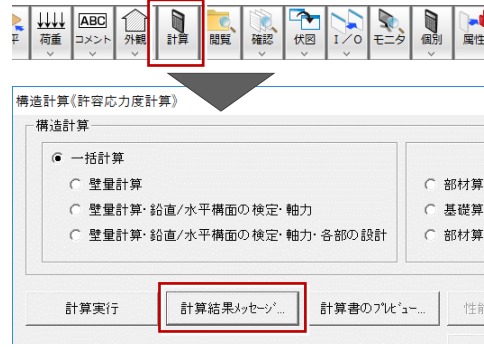 ABC
荷重 コメント 外観 計算 閲覧 確認 伏図 I/O モニタ 個別 属性
構造計算《許容応力度計算》
構造計算
一括計算
壁量計算 部材算
壁量計算・鉛直/水平構面の検定・軸力 基礎算
壁量計算・鉛直/水平構面の検定・軸力・各部の設計 部材算
計算実行 計算結果メッセージ... 計算書のプレビュー... 性能